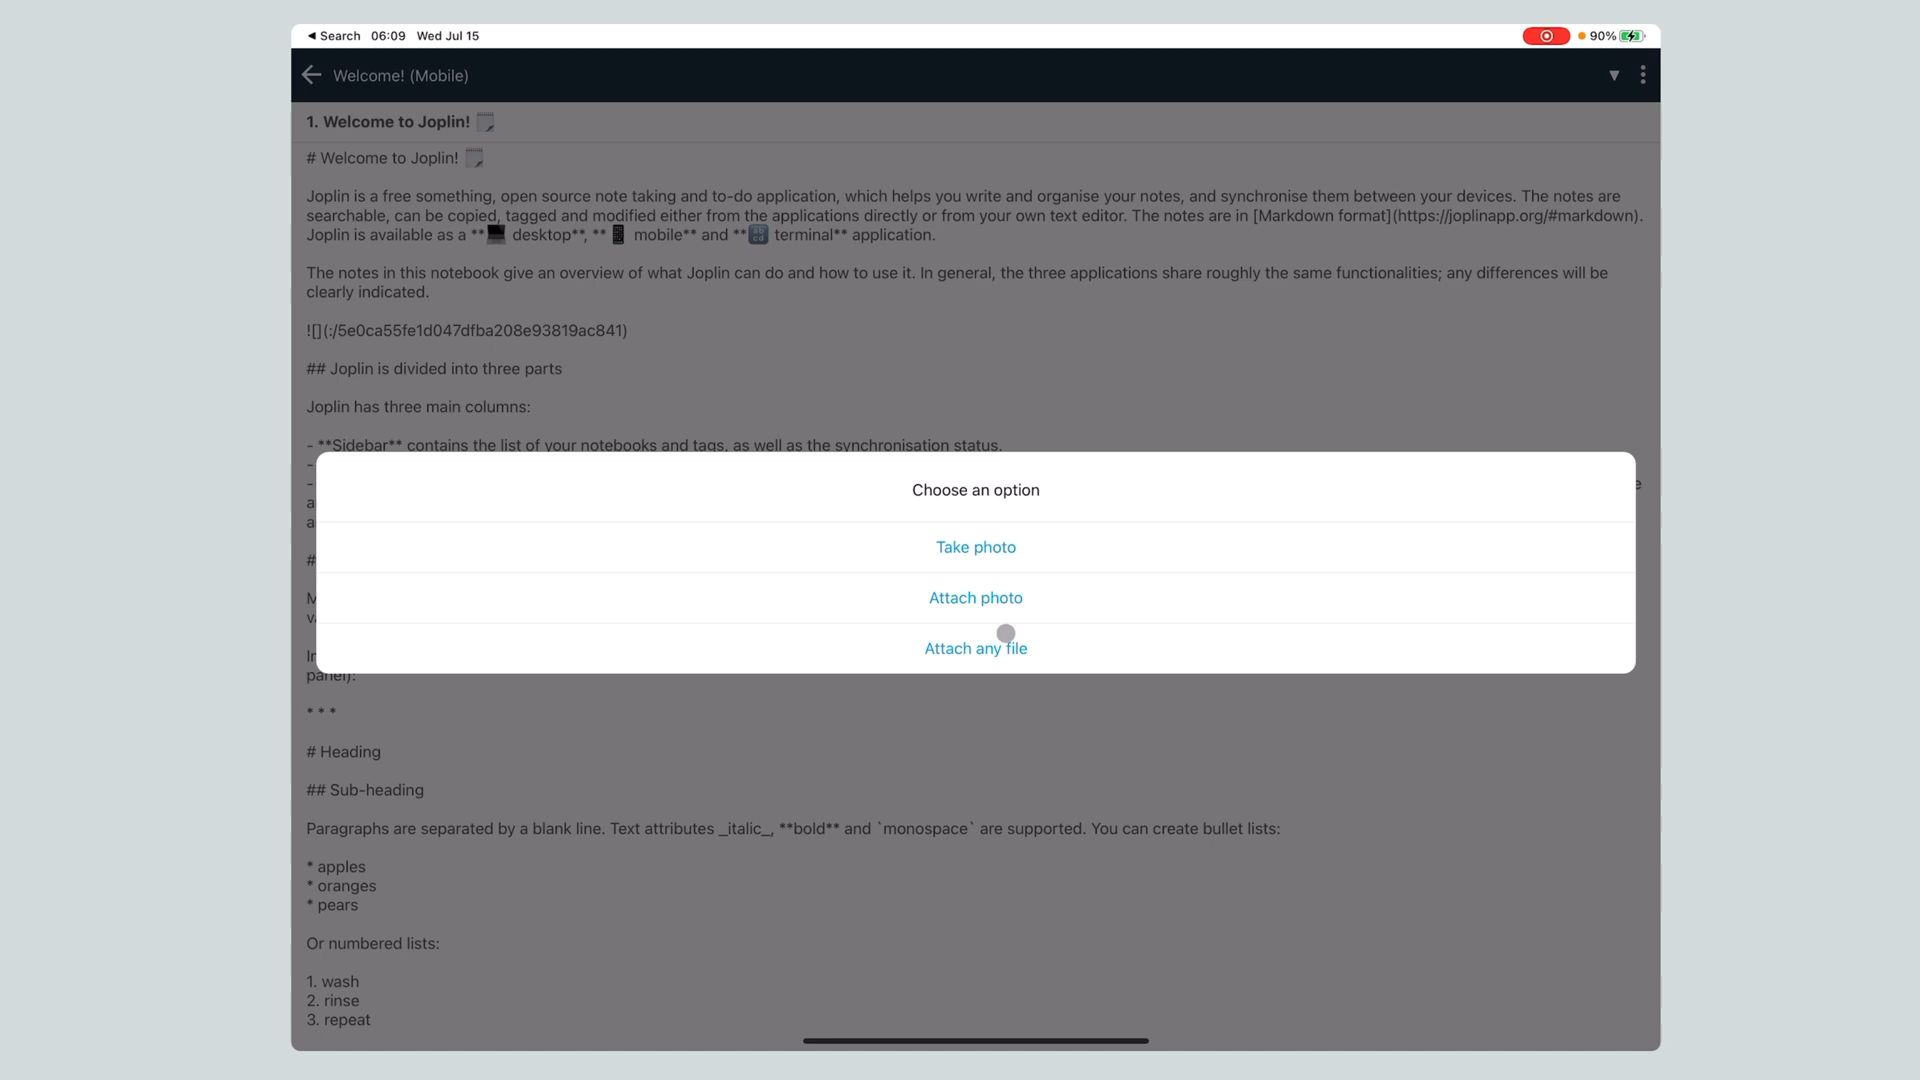 ◀ Search 06:09 Wed Jul 15
90%
Welcome! (Mobile)
1. Welcome to Joplin!
# Welcome to Joplin!
Joplin is a free something, open source note taking and to-do application, which helps you write and organise your notes, and synchronise them between your devices. The notes are
searchable, can be copied, tagged and modified either from the applications directly or from your own text editor. The notes are in [Markdown format](https://joplinapp.org/#markdown).
Joplin is available as a **💻 desktop**, **📱 mobile** and **🔡 terminal** application.
The notes in this notebook give an overview of what Joplin can do and how to use it. In general, the three applications share roughly the same functionalities; any differences will be
clearly indicated.
![](:/5e0ca55fe1d047dfba208e93819ac841)
## Joplin is divided into three parts
Joplin has three main columns:
- **Sidebar** contains the list of your notebooks and tags, as well as the synchronisation status.
Choose an option
Take photo
Attach photo
Attach any file
panel):
* * *
# Heading
## Sub-heading
Paragraphs are separated by a blank line. Text attributes _italic_, **bold** and `monospace` are supported. You can create bullet lists:
* apples
* oranges
* pears
Or numbered lists:
1. wash
2. rinse
3. repeat